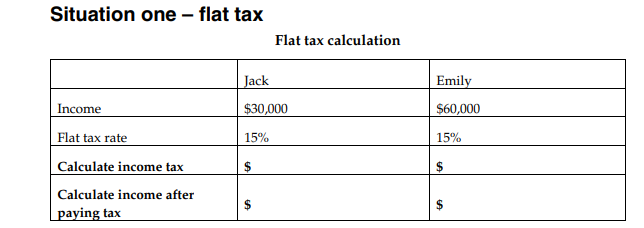 Situation one – flat tax
Flat tax calculation
Jack Emily
Income $30,000 $60,000
Flat tax rate 15% 15%
Calculate income tax $ $
Calculate income after
paying tax $ $